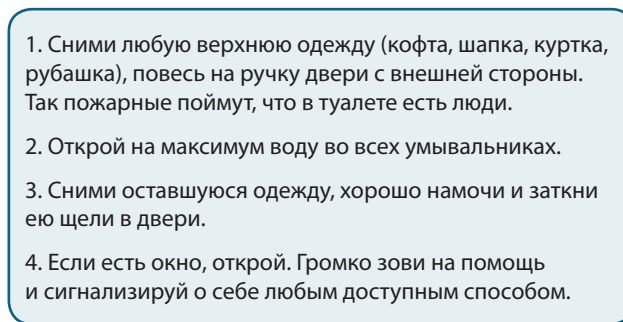 1. Сними любую верхнюю одежду (кофта, шапка, куртка,
рубашка), повесь на ручку двери с внешней стороны.
Так пожарные поймут, что в туалете есть люди.
2. Открой на максимум воду во всех умывальниках.
3. Сними оставшуюся одежду, хорошо намочи и заткни
ею щели в двери.
4. Если есть окно, открой. Громко зови на помощь
и сигнализируй о себе любым доступным способом.